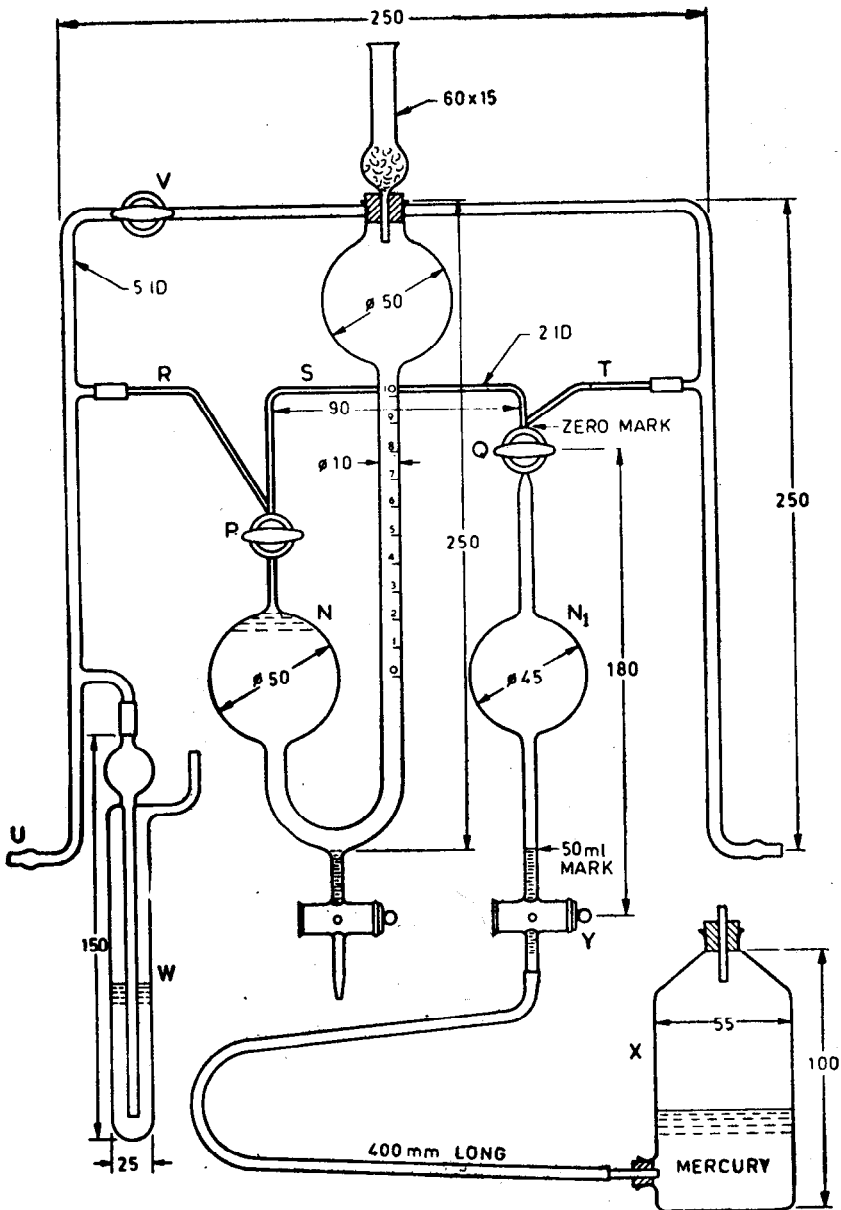 250
60x15
V
5 ID
ø 50
2 ID
R
S
T
90
ZERO MARK
Q
ø 10
10
9
8
7
6
5
4
3
2
1
0
P
250
250
N
N1
ø 50
ø 45
180
U
50ml
MARK
Y
150
W
X
55
100
400 mm LONG
MERCURY
25